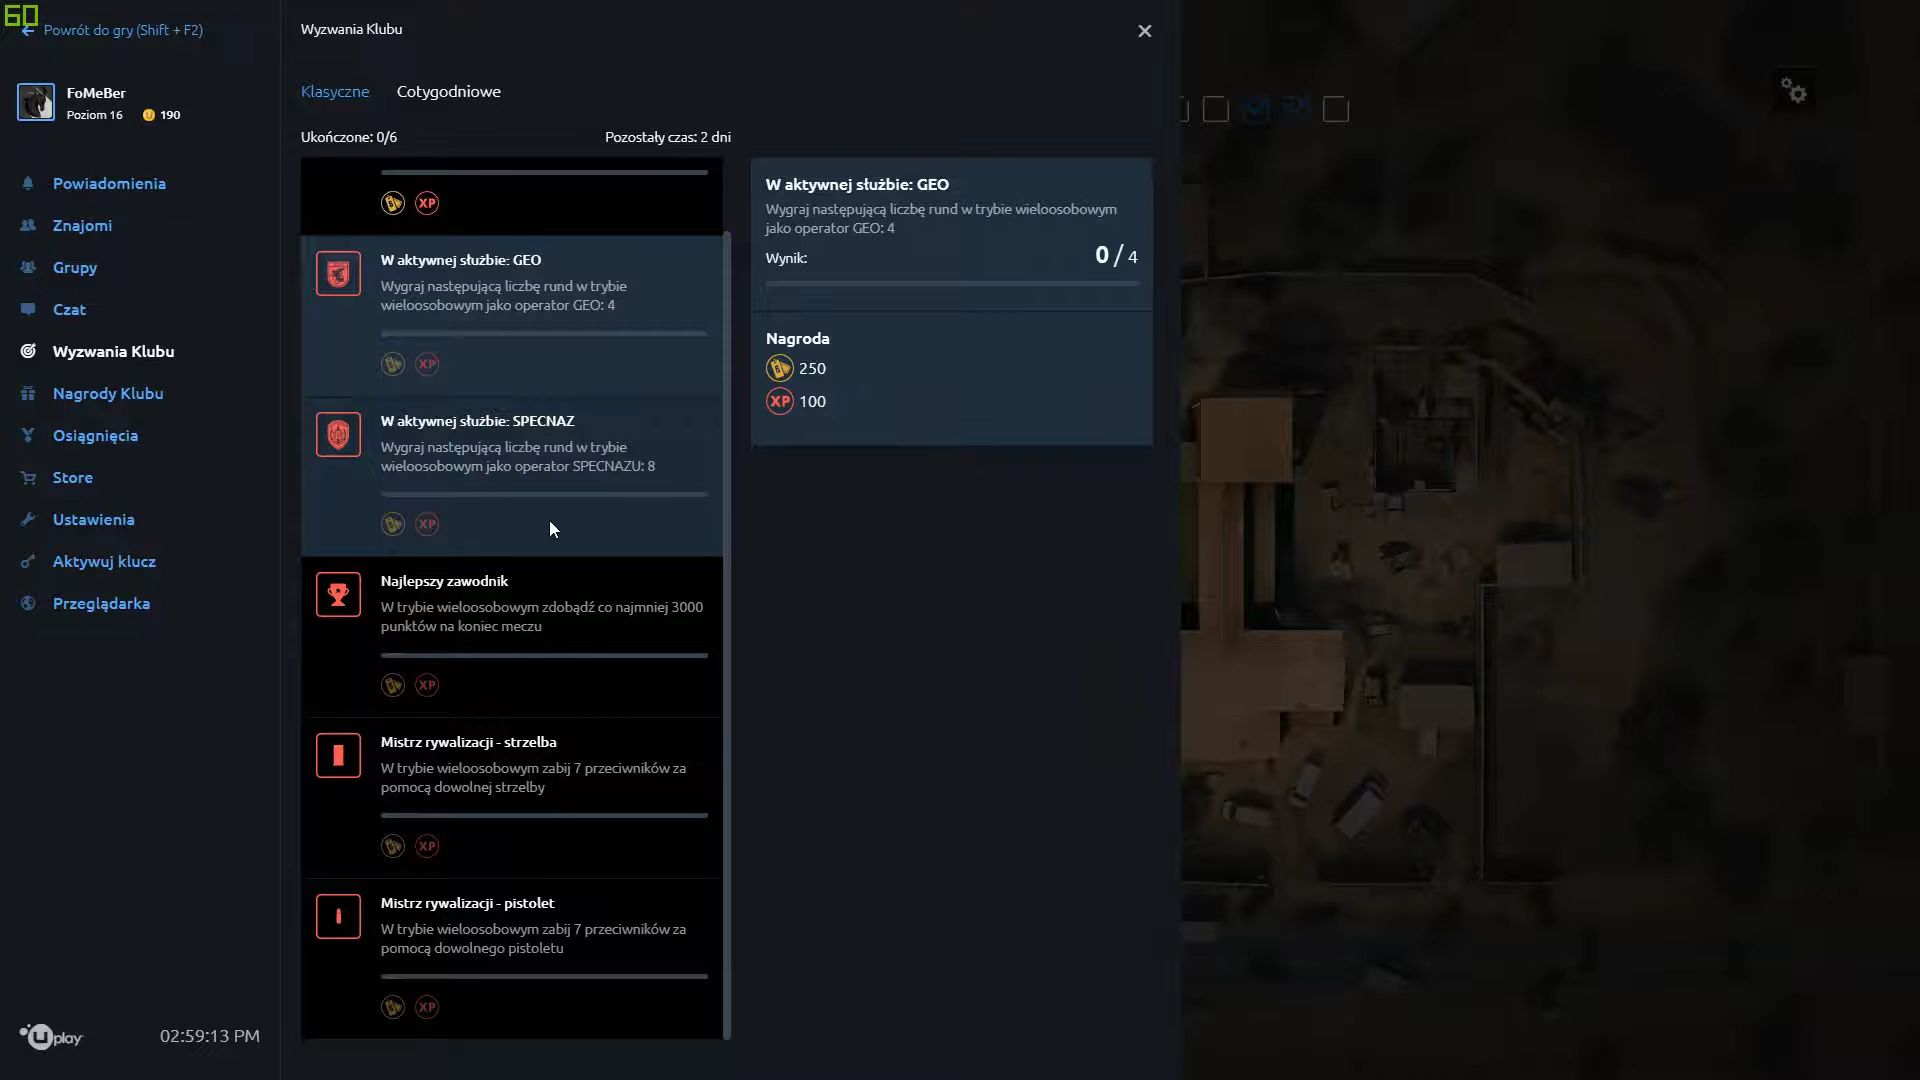 60
Powrót do gry (Shift + F2)
FoMeBer
Poziom 16
190
Powiadomienia
Znajomi
Grupy
Czat
Wyzwania Klubu
Nagrody Klubu
Osiągnięcia
Store
Ustawienia
Aktywuj klucz
Przeglądarka
uplay
02:59:13 PM
Wyzwania Klubu
Klasyczne
Cotygodniowe
Ukończone: 0/6
Pozostały czas: 2 dni
XP
W aktywnej służbie: GEO
Wygraj następującą liczbę rund w trybie
wieloosobowym jako operator GEO: 4
XP
W aktywnej służbie: SPECNAZ
Wygraj następującą liczbę rund w trybie
wieloosobowym jako operator SPECNAZU: 8
XP
Najlepszy zawodnik
W trybie wieloosobowym zdobądź co najmniej 3000
punktów na koniec meczu
XP
Mistrz rywalizacji - strzelba
W trybie wieloosobowym zabij 7 przeciwników za
pomocą dowolnej strzelby
XP
Mistrz rywalizacji - pistolet
W trybie wieloosobowym zabij 7 przeciwników za
pomocą dowolnego pistoletu
XP
W aktywnej służbie: GEO
Wygraj następującą liczbę rund w trybie wieloosobowym
jako operator GEO: 4
Wynik:
0 / 4
Nagroda
250
XP 100